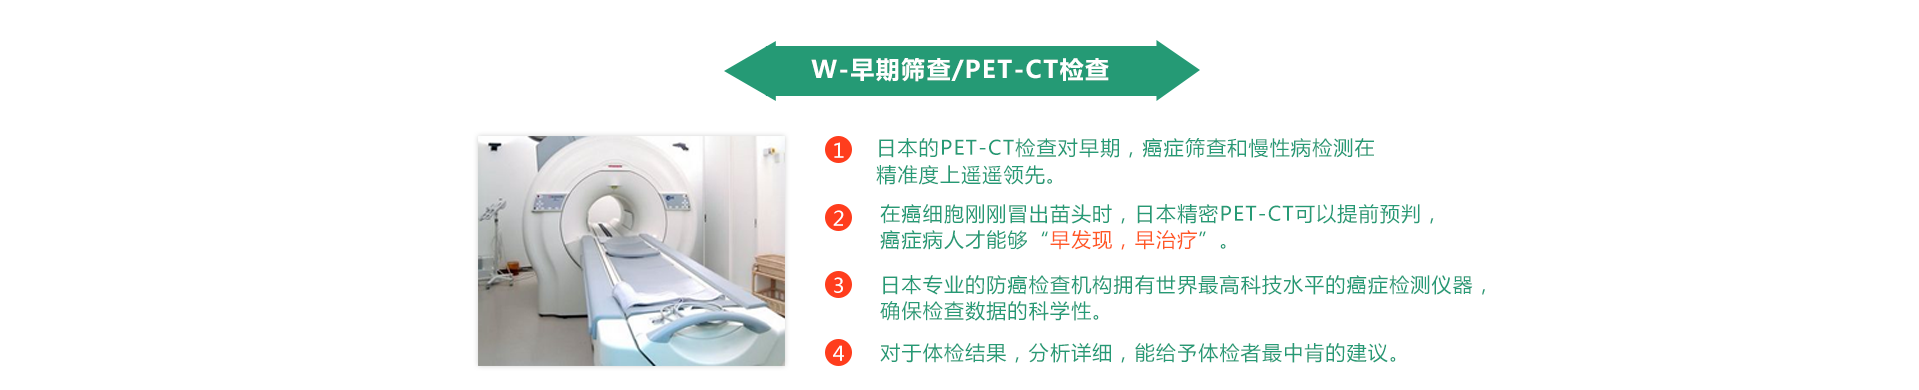 W-早期筛查/PET-CT检查
1 日本的PET-CT检查对早期，癌症筛查和慢性病检测在
精准度上遥遥领先。
2 在癌细胞刚刚冒出苗头时，日本精密PET-CT可以提前预判，
癌症病人才能够“早发现，早治疗”。
3 日本专业的防癌检查机构拥有世界最高科技水平的癌症检测仪器，
确保检查数据的科学性。
4 对于体检结果，分析详细，能给予体检者最中肯的建议。